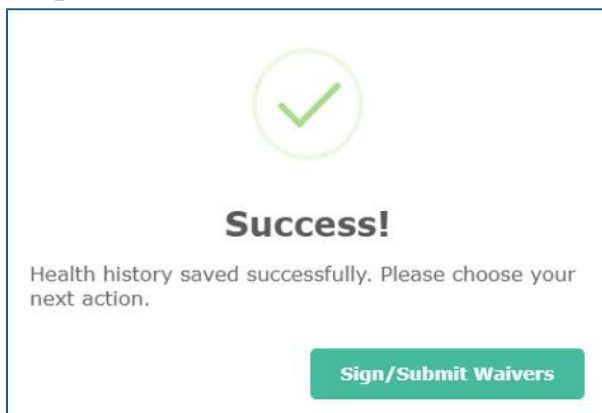 Success!
Health history saved successfully. Please choose your
next action.
Sign/Submit Waivers